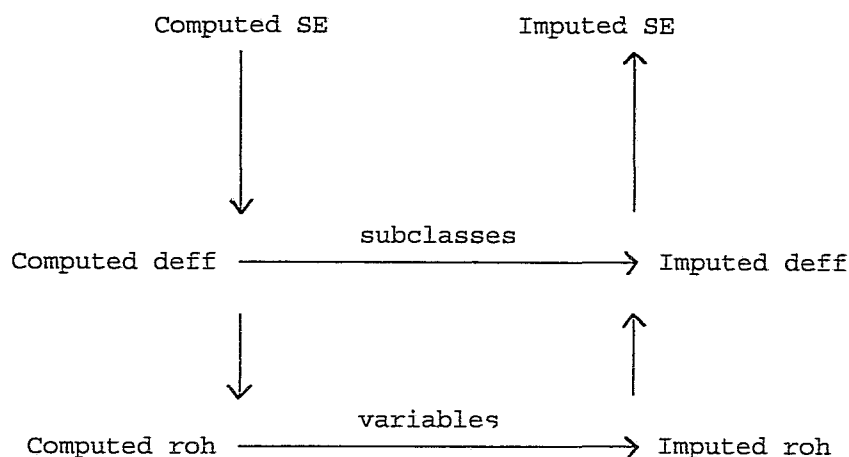 Computed SE
Imputed SE
subclasses
Computed deff
Imputed deff
variables
Computed roh
Imputed roh